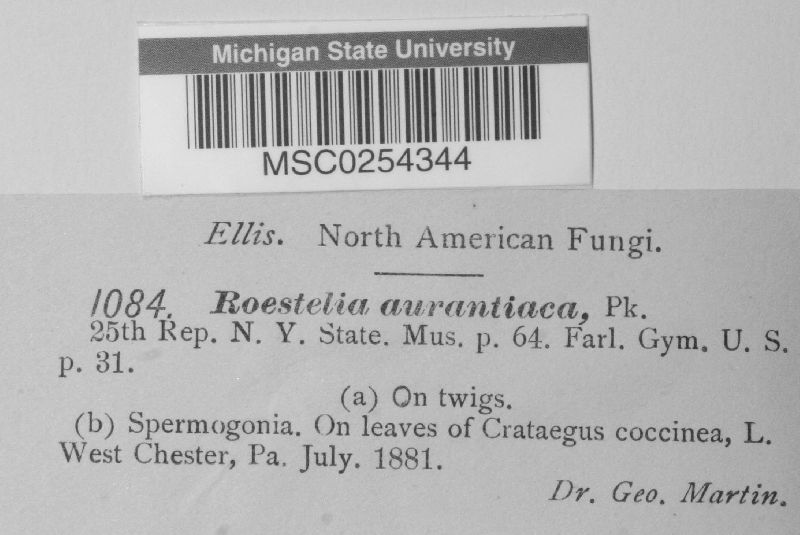 Michigan State University
MSC0254344
Ellis. North American Fungi.
1084. Roestelia aurantiaca, Pk.
25th Rep. N. Y. State. Mus. p. 64. Farl. Gym. U. S.
p. 31.
(a) On twigs.
(b) Spermogonia. On leaves of Crataegus coccinea, L.
West Chester, Pa. July. 1881.
Dr. Geo. Martin.